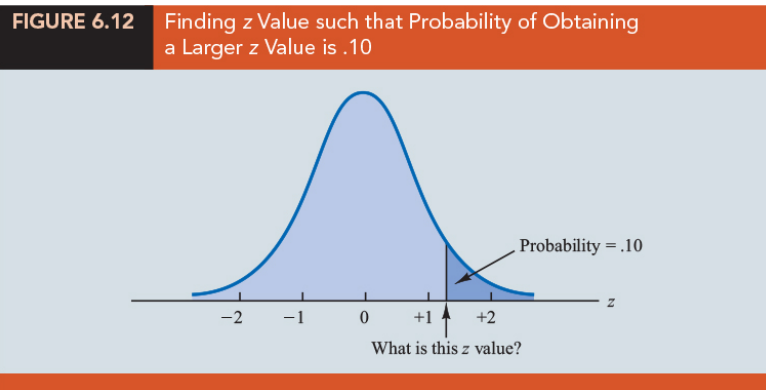 FIGURE 6.12
Finding z Value such that Probability of Obtaining
a Larger z Value is .10
Probability = .10
−2 −1 0 +1 +2 z
What is this z value?